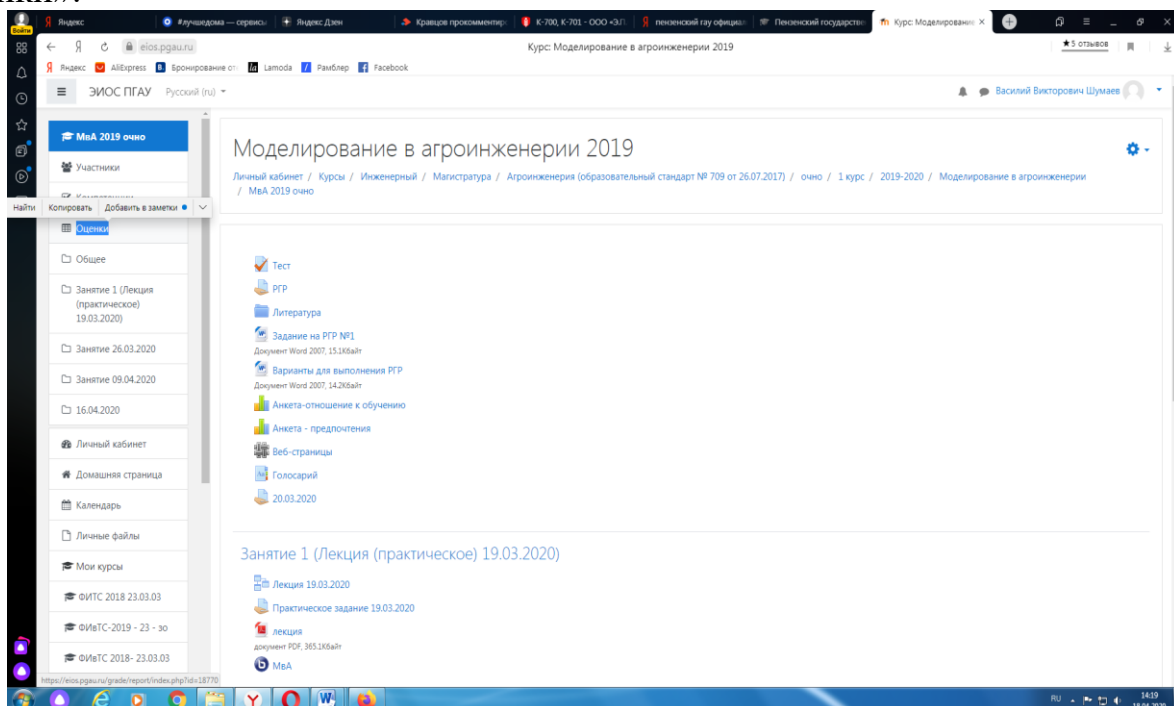 Войти
Яндекс
#лучшедома — сервисы
Яндекс Дзен
Кравцов прокомментир
К-700, К-701 - ООО «ЗЛ
пензенский гау официал
Пензенский государстве
Курс: Моделирование
eios.pgau.ru
Курс: Моделирование в агроинженерии 2019
★5 отзывов
Яндекс
AliExpress
Бронирование от
Lamoda
Рамблер
Facebook
ЭИОС ПГАУ
Русский (ru)
Василий Викторович Шумаев
МвА 2019 очно
Участники
Найти Копировать Добавить в заметки
Оценки
Общее
Занятие 1 (Лекция
(практическое)
19.03.2020)
Занятие 26.03.2020
Занятие 09.04.2020
16.04.2020
Личный кабинет
Домашняя страница
Календарь
Личные файлы
Мои курсы
ФИТС 2018 23.03.03
ФИвТС-2019 - 23 - зо
ФИвТС 2018- 23.03.03
https://eios.pgau.ru/grade/report/index.php?id=18770
Моделирование в агроинженерии 2019
Личный кабинет / Курсы / Инженерный / Магистратура / Агроинженерия (образовательный стандарт № 709 от 26.07.2017) / очно / 1 курс / 2019-2020 / Моделирование в агроинженерии
/ МвА 2019 очно
Тест
РГР
Литература
Задание на РГР №1
Документ Word 2007, 15.1Кбайт
Варианты для выполнения РГР
Документ Word 2007, 14.2Кбайт
Анкета-отношение к обучению
Анкета - предпочтения
Веб-страницы
Голосарий
20.03.2020
Занятие 1 (Лекция (практическое) 19.03.2020)
Лекция 19.03.2020
Практическое задание 19.03.2020
лекция
документ PDF, 365.1Кбайт
МвА
RU
14:19
18.04.2020